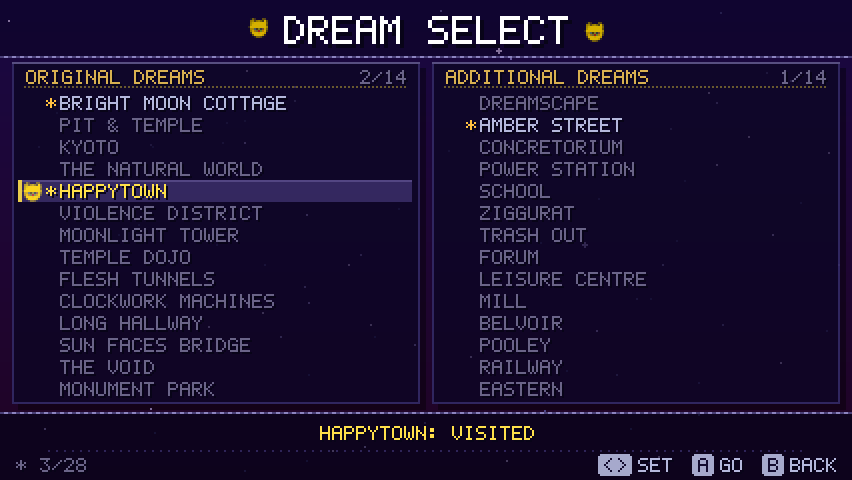 DREAM SELECT
ORIGINAL DREAMS 2/14
*BRIGHT MOON COTTAGE
PIT & TEMPLE
KYOTO
THE NATURAL WORLD
*HAPPYTOWN
VIOLENCE DISTRICT
MOONLIGHT TOWER
TEMPLE DOJO
FLESH TUNNELS
CLOCKWORK MACHINES
LONG HALLWAY
SUN FACES BRIDGE
THE VOID
MONUMENT PARK
ADDITIONAL DREAMS 1/14
DREAMSCAPE
*AMBER STREET
CONCRETORIUM
POWER STATION
SCHOOL
ZIGGURAT
TRASH OUT
FORUM
LEISURE CENTRE
MILL
BELVOIR
POOLEY
RAILWAY
EASTERN
HAPPYTOWN: VISITED
* 3/28
<> SET A GO B BACK